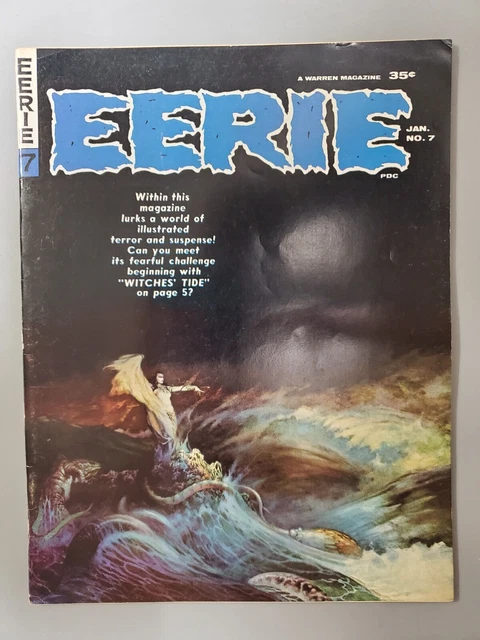 EERIE
7
A WARREN MAGAZINE 35¢
EERIE
JAN.
NO. 7
PDC
Within this
magazine
lurks a world of
illustrated
terror and suspense!
Can you meet
its fearful challenge
beginning with
"WITCHES' TIDE"
on page 5?